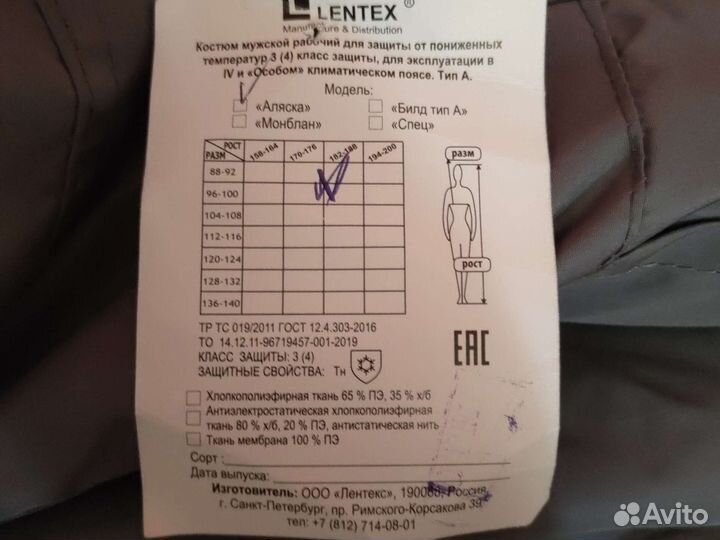 LENTEX ®
Manufacture & Distribution
Костюм мужской рабочий для защиты от пониженных
температур 3 (4) класс защиты, для эксплуатации в
IV и «Особом» климатическом поясе. Тип А.
Модель:
«Аляска» «Билд тип А»
«Монблан» «Спец»
РОСТ
РАЗМ 158-164 170-176 182-188 194-200
88-92
96-100
104-108
112-116
120-124
128-132
136-140
разм
рост
ТР ТС 019/2011 ГОСТ 12.4.303-2016
ТО 14.12.11-96719457-001-2019
КЛАСС ЗАЩИТЫ: 3 (4)
ЗАЩИТНЫЕ СВОЙСТВА: Тн
EAC
Хлопкополиэфирная ткань 65 % ПЭ, 35 % х/б
Антиэлектростатическая хлопкополиэфирная
ткань 80 % х/б, 20 % ПЭ, антистатическая нить
Ткань мембрана 100 % ПЭ
Сорт :
Дата выпуска:
Изготовитель: ООО «Лентекс», 190068, Россия,
г. Санкт-Петербург, пр. Римского-Корсакова 39,
тел: +7 (812) 714-08-01
Avito